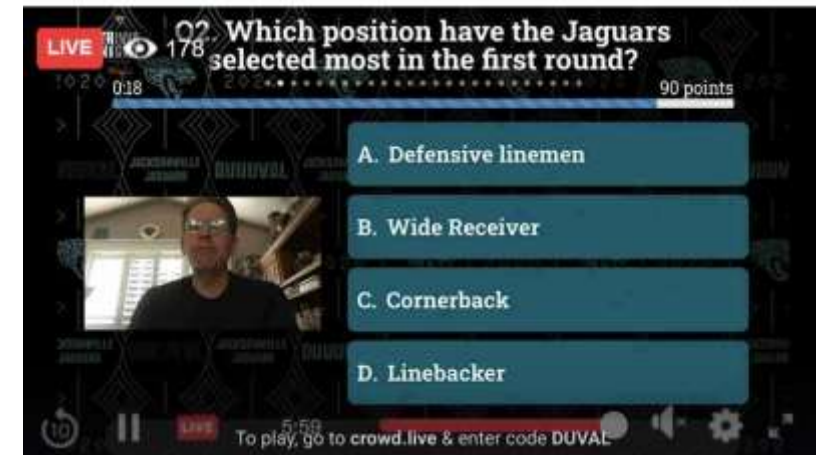 LIVE
178
Q2. Which position have the Jaguars
selected most in the first round?
0:18
90 points
A. Defensive linemen
B. Wide Receiver
C. Cornerback
D. Linebacker
10
LIVE
5:59
To play, go to crowd.live & enter code DUVAL